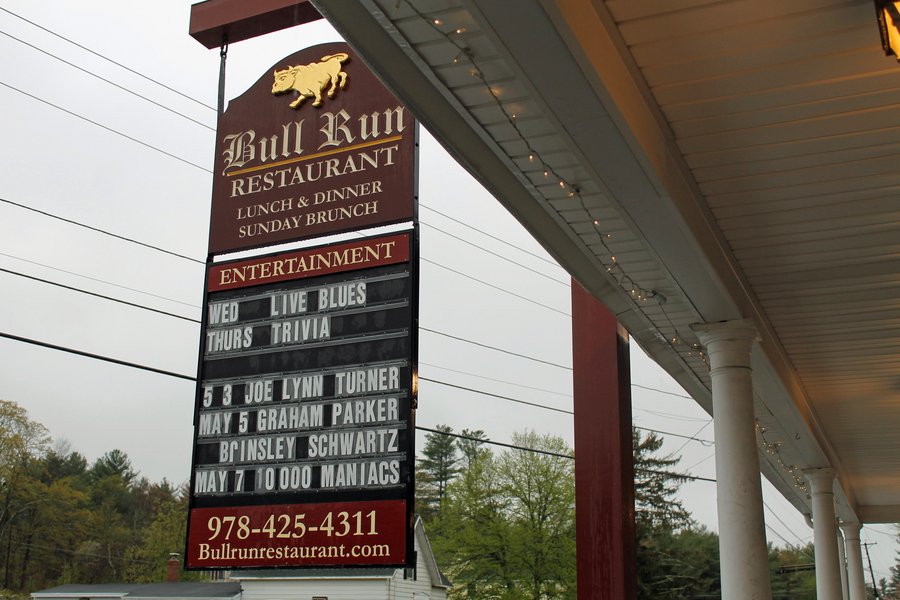 Bull Run
RESTAURANT
LUNCH & DINNER
SUNDAY BRUNCH
ENTERTAINMENT
WED LIVE BLUES
THURS TRIVIA
5 3 JOE LYNN TURNER
MAY 5 GRAHAM PARKER
BrINSLEY SCHWARTZ
MAY 7 10 000 MANIACS
978-425-4311
Bullrunrestaurant.com